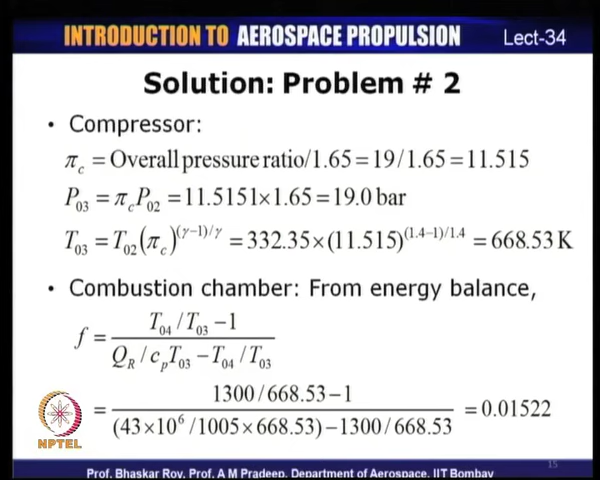 INTRODUCTION TO AEROSPACE PROPULSION Lect-34
Solution: Problem # 2
• Compressor:
π_c = Overall pressure ratio/1.65 = 19/1.65 = 11.515
P_03 = π_c P_02 = 11.5151×1.65 = 19.0 bar
T_03 = T_02(π_c)^(γ−1)/γ = 332.35×(11.515)^(1.4−1)/1.4 = 668.53 K
• Combustion chamber: From energy balance,
f = (T_04 / T_03 − 1) / (Q_R / c_p T_03 − T_04 / T_03)
= (1300/668.53 − 1) / ((43×10^6 /1005×668.53) − 1300/668.53) = 0.01522
NPTEL
15
Prof. Bhaskar Roy, Prof. A M Pradeep, Department of Aerospace, IIT Bombay